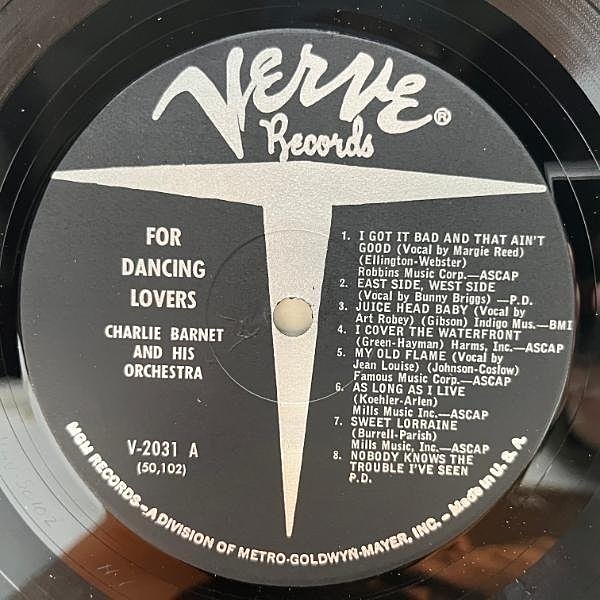 Verve®
Records
FOR
DANCING
LOVERS
CHARLIE BARNET
AND HIS
ORCHESTRA
V-2031 A
(50,102)
1. I GOT IT BAD AND THAT AIN'T
GOOD (Vocal by Margie Reed)
(Ellington-Webster)
Robbins Music Corp.—ASCAP
2. EAST SIDE, WEST SIDE
(Vocal by Bunny Briggs) —P.D.
3. JUICE HEAD BABY (Vocal by
Art Robey) (Gibson) Indigo Mus.—BMI
4. I COVER THE WATERFRONT
(Green-Hayman) Harms, Inc.—ASCAP
5. MY OLD FLAME (Vocal by
Jean Louise) (Johnson-Coslow)
Famous Music Corp.—ASCAP
6. AS LONG AS I LIVE
(Koehler-Arlen)
Mills Music Inc.—ASCAP
7. SWEET LORRAINE
(Burrell-Parish)
Mills Music, Inc.—ASCAP
8. NOBODY KNOWS THE
TROUBLE I'VE SEEN
P.D.
MGM RECORDS—A DIVISION OF METRO-GOLDWYN-MAYER, INC. — Made in U. S. A.